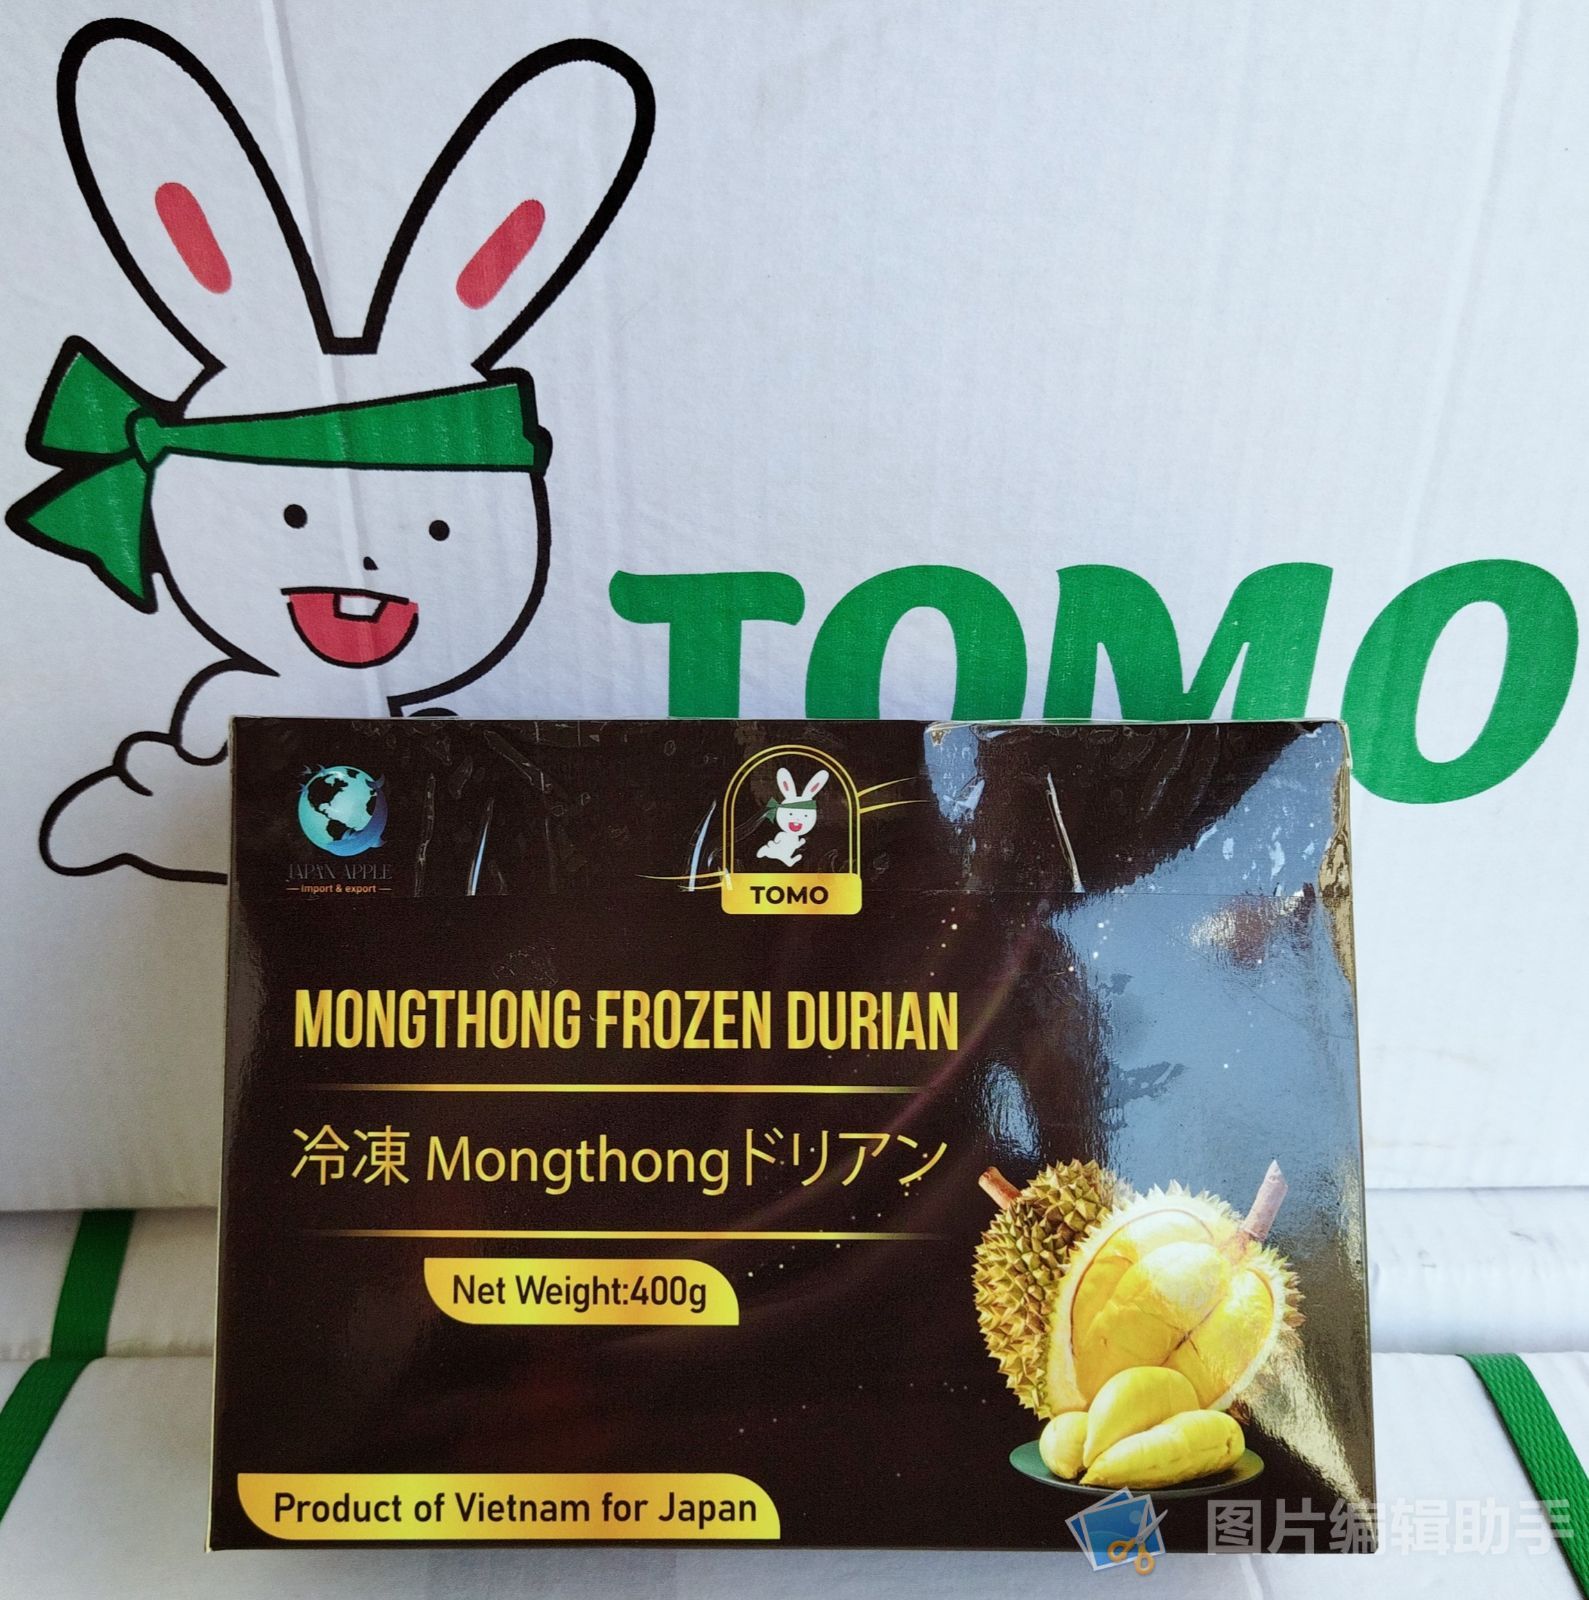 TOMO
JAPAN APPLE
Import & export
TOMO
MONGTHONG FROZEN DURIAN
冷凍 Mongthongドリアン
Net Weight:400g
Product of Vietnam for Japan
图片编辑助手